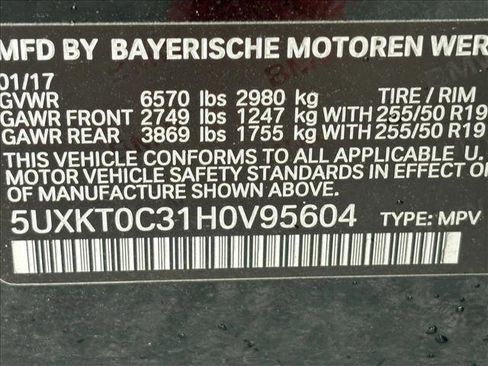 MFD BY BAYERISCHE MOTOREN WER
01/17
GVWR 6570 lbs 2980 kg TIRE / RIM
GAWR FRONT 2749 lbs 1247 kg WITH 255/50 R19
GAWR REAR 3869 lbs 1755 kg WITH 255/50 R19
THIS VEHICLE CONFORMS TO ALL APPLICABLE U.
MOTOR VEHICLE SAFETY STANDARDS IN EFFECT
OF MANUFACTURE SHOWN ABOVE.
5UXKT0C31H0V95604 TYPE: MPV